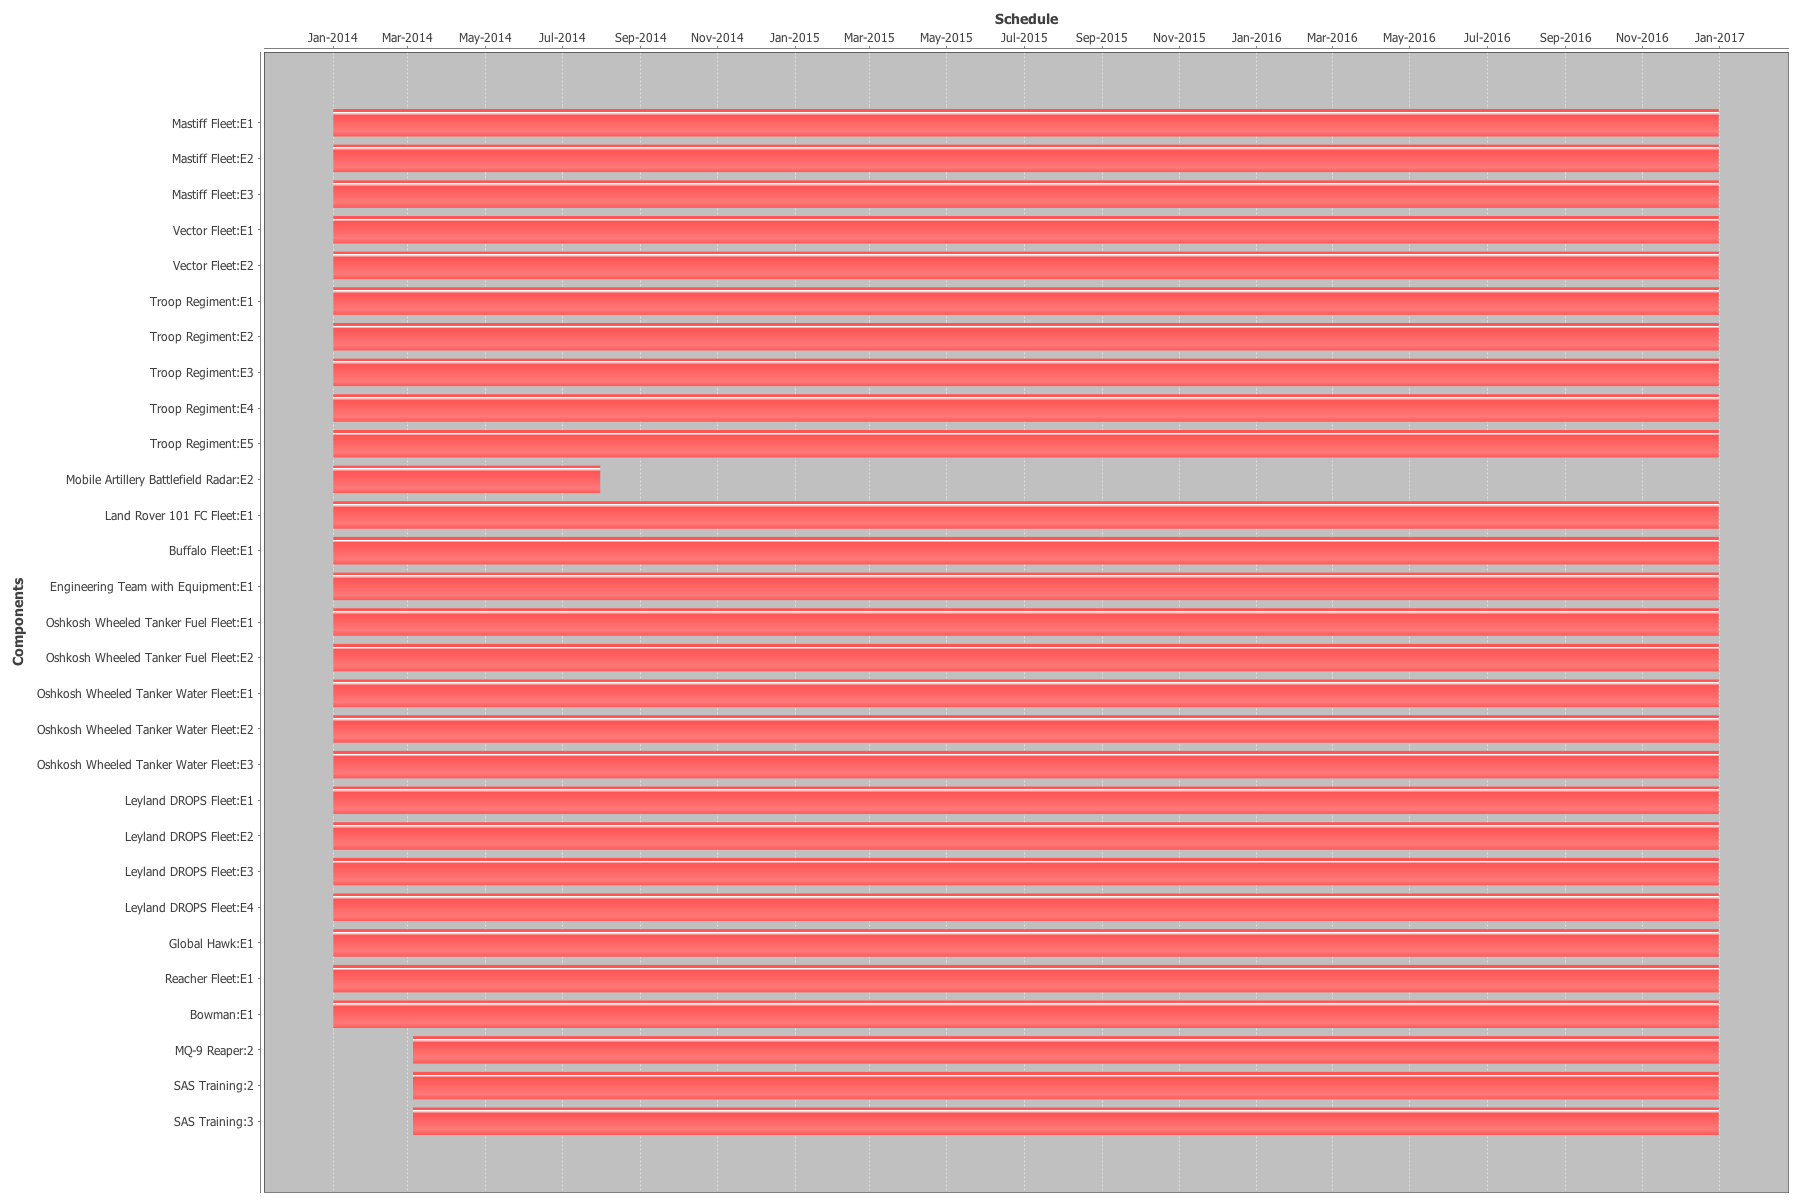 Schedule
Jan-2014 Mar-2014 May-2014 Jul-2014 Sep-2014 Nov-2014 Jan-2015 Mar-2015 May-2015 Jul-2015 Sep-2015 Nov-2015 Jan-2016 Mar-2016 May-2016 Jul-2016 Sep-2016 Nov-2016 Jan-2017
Components
Mastiff Fleet:E1
Mastiff Fleet:E2
Mastiff Fleet:E3
Vector Fleet:E1
Vector Fleet:E2
Troop Regiment:E1
Troop Regiment:E2
Troop Regiment:E3
Troop Regiment:E4
Troop Regiment:E5
Mobile Artillery Battlefield Radar:E2
Land Rover 101 FC Fleet:E1
Buffalo Fleet:E1
Engineering Team with Equipment:E1
Oshkosh Wheeled Tanker Fuel Fleet:E1
Oshkosh Wheeled Tanker Fuel Fleet:E2
Oshkosh Wheeled Tanker Water Fleet:E1
Oshkosh Wheeled Tanker Water Fleet:E2
Oshkosh Wheeled Tanker Water Fleet:E3
Leyland DROPS Fleet:E1
Leyland DROPS Fleet:E2
Leyland DROPS Fleet:E3
Leyland DROPS Fleet:E4
Global Hawk:E1
Reacher Fleet:E1
Bowman:E1
MQ-9 Reaper:2
SAS Training:2
SAS Training:3